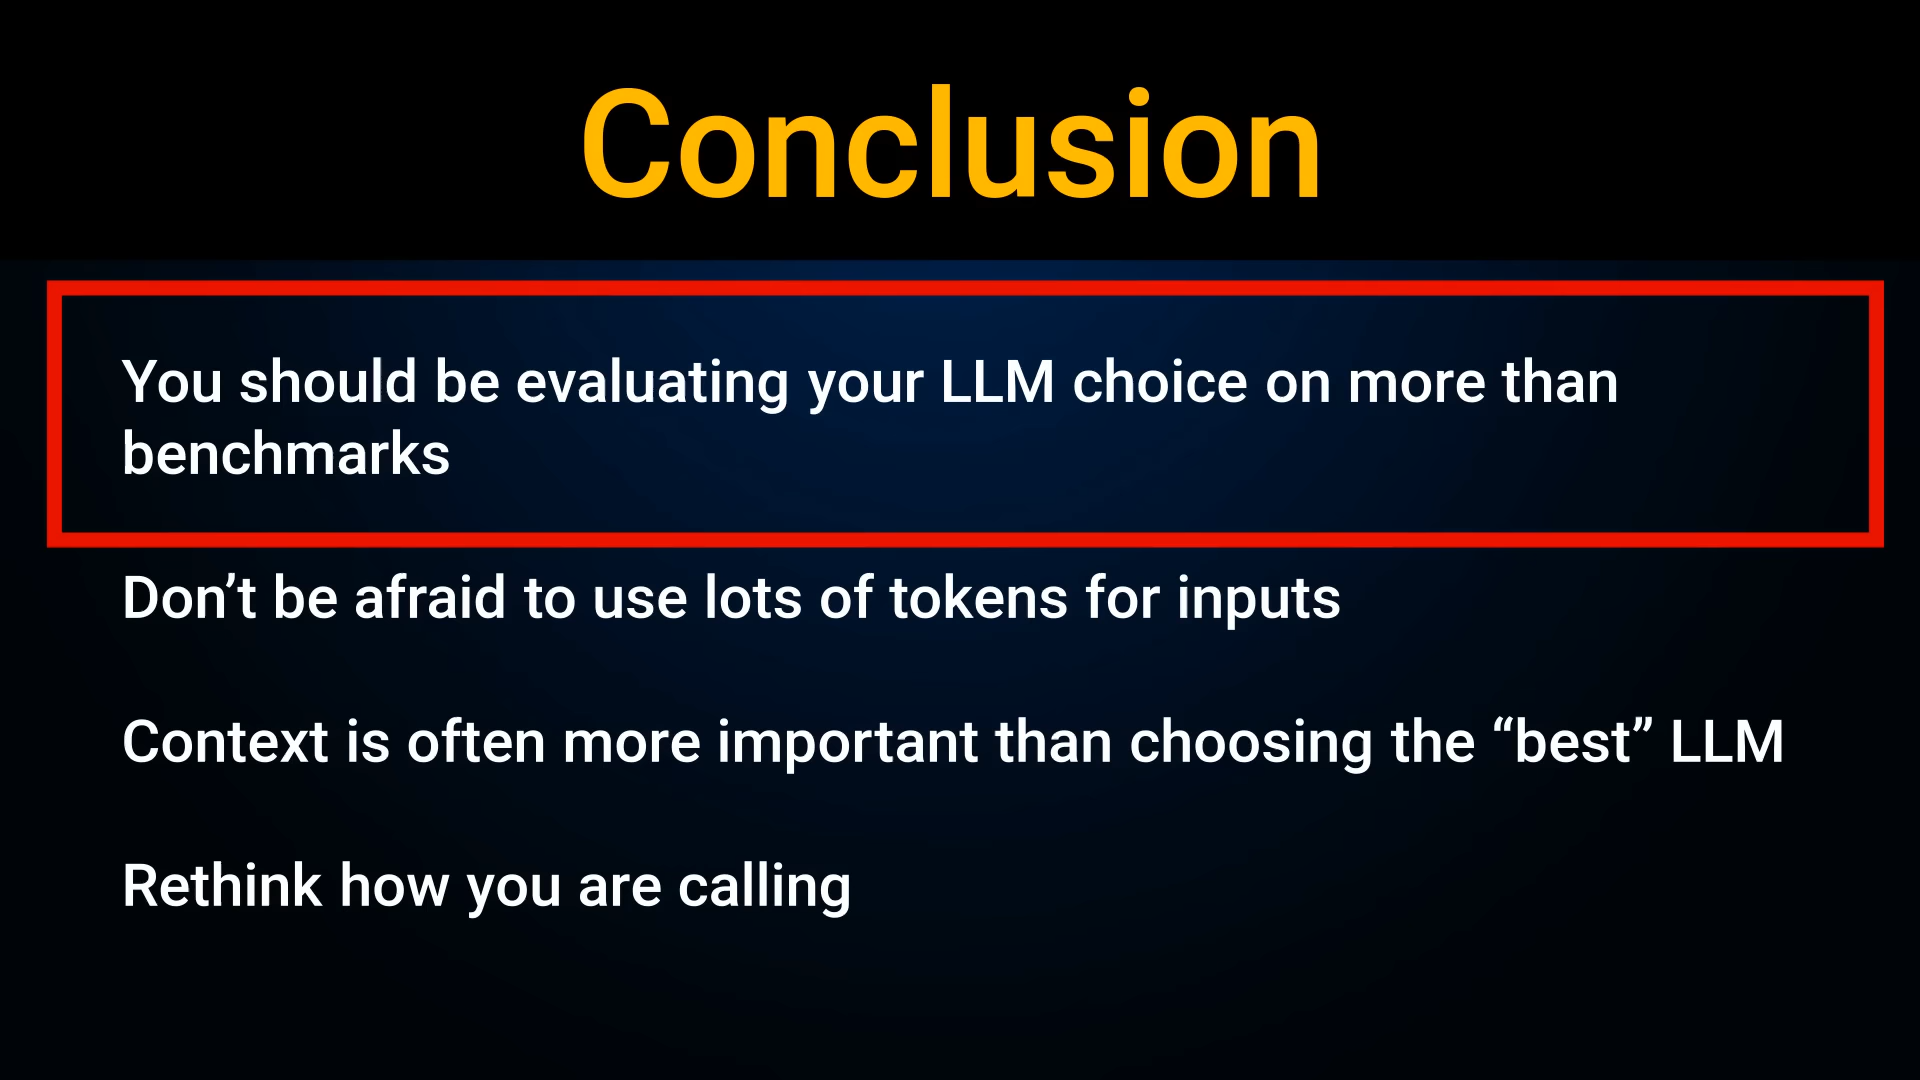 Conclusion
You should be evaluating your LLM choice on more than
benchmarks
Don’t be afraid to use lots of tokens for inputs
Context is often more important than choosing the “best” LLM
Rethink how you are calling